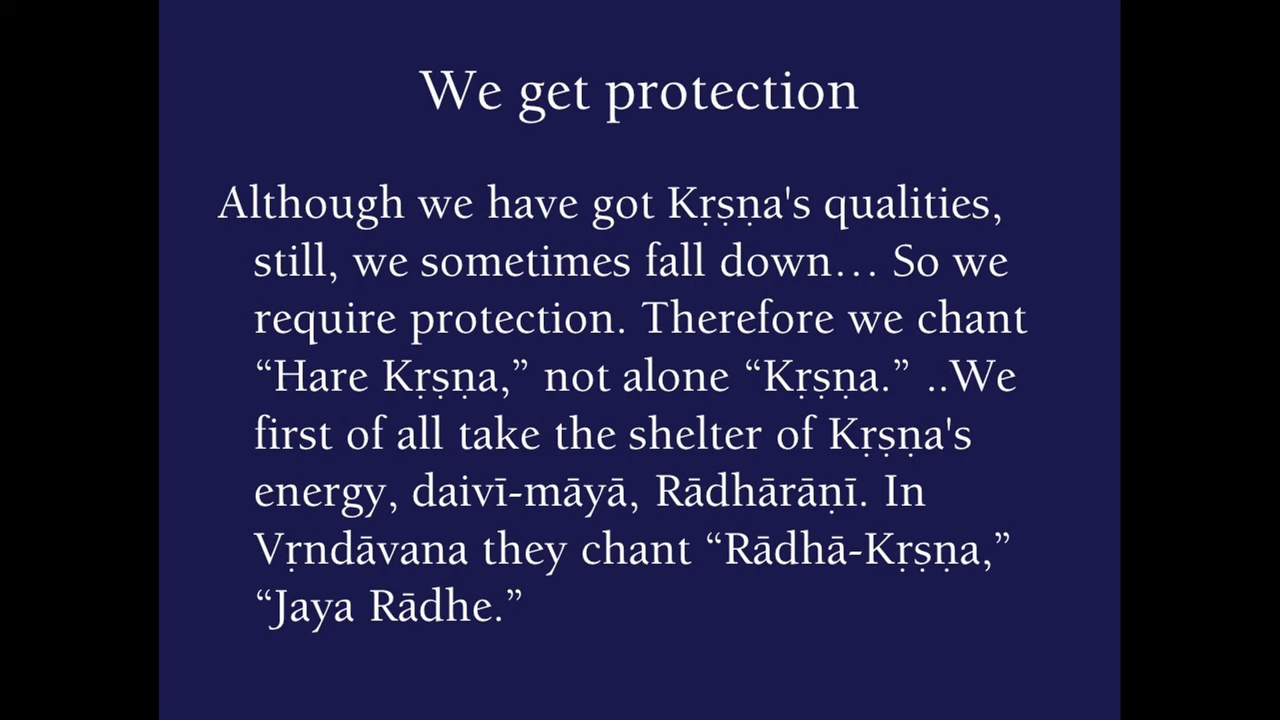 We get protection
Although we have got Kṛṣṇa's qualities,
still, we sometimes fall down… So we
require protection. Therefore we chant
“Hare Kṛṣṇa,” not alone “Kṛṣṇa.” ..We
first of all take the shelter of Kṛṣṇa's
energy, daivī-māyā, Rādhārāṇī. In
Vṛndāvana they chant “Rādhā-Kṛṣṇa,”
“Jaya Rādhe.”